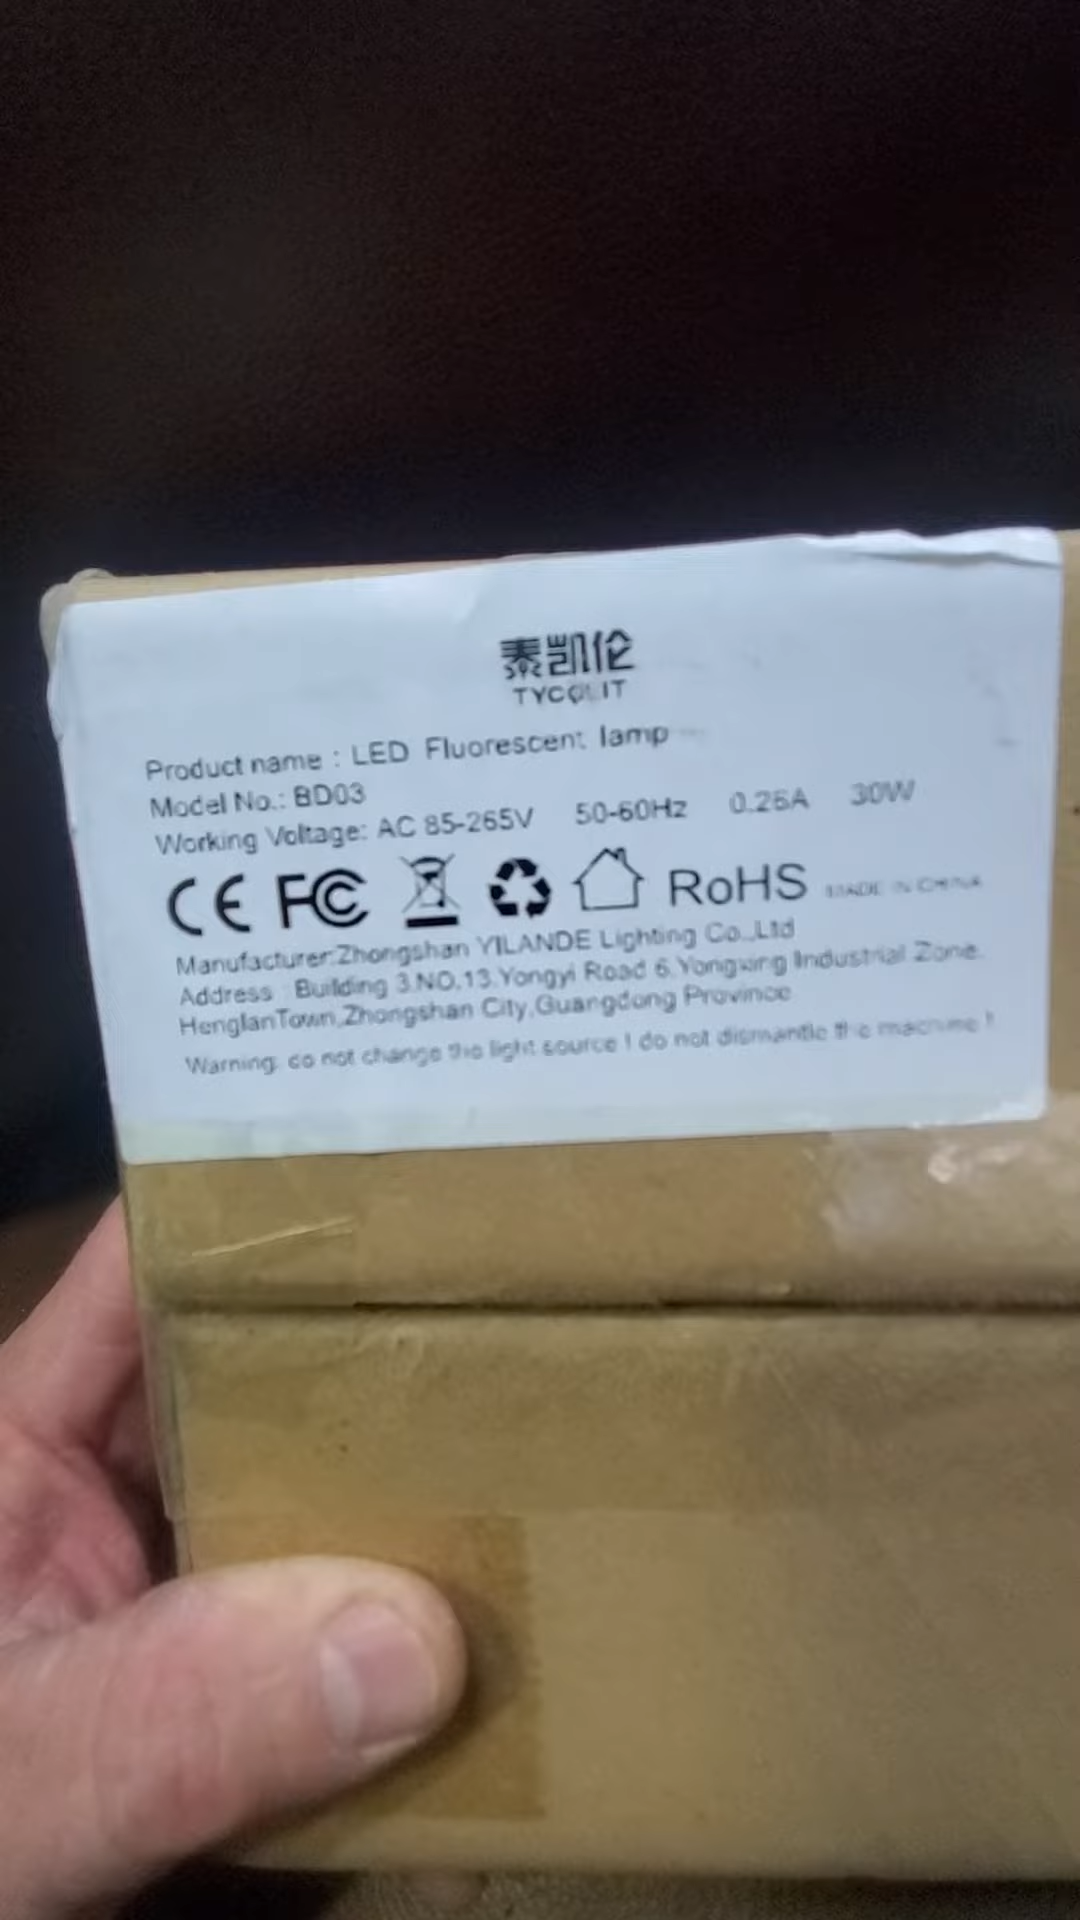 泰凯伦
Product name : LED Fluorescent lamp
Model No.: BD03
Working Voltage: AC 85-265V 50-60Hz 0.26A 30W
CE FC RoHS MADE IN CHINA
Manufacturer:Zhongshan YILANDE Lighting Co.,Ltd
Address : Building 3,NO.13,Yongyi Road 6, Industrial Zone,
HenglanTown,Zhongshan City,Guangdong Province
Warning: do not change the light source ! do not dismantle the machine !